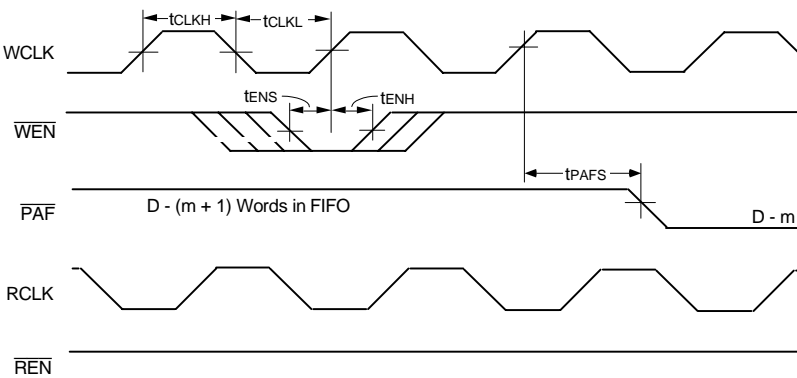 tCLKH tCLKL
WCLK
tENS tENH
WEN
tPAFS
PAF D - (m + 1) Words in FIFO D - m
RCLK
REN